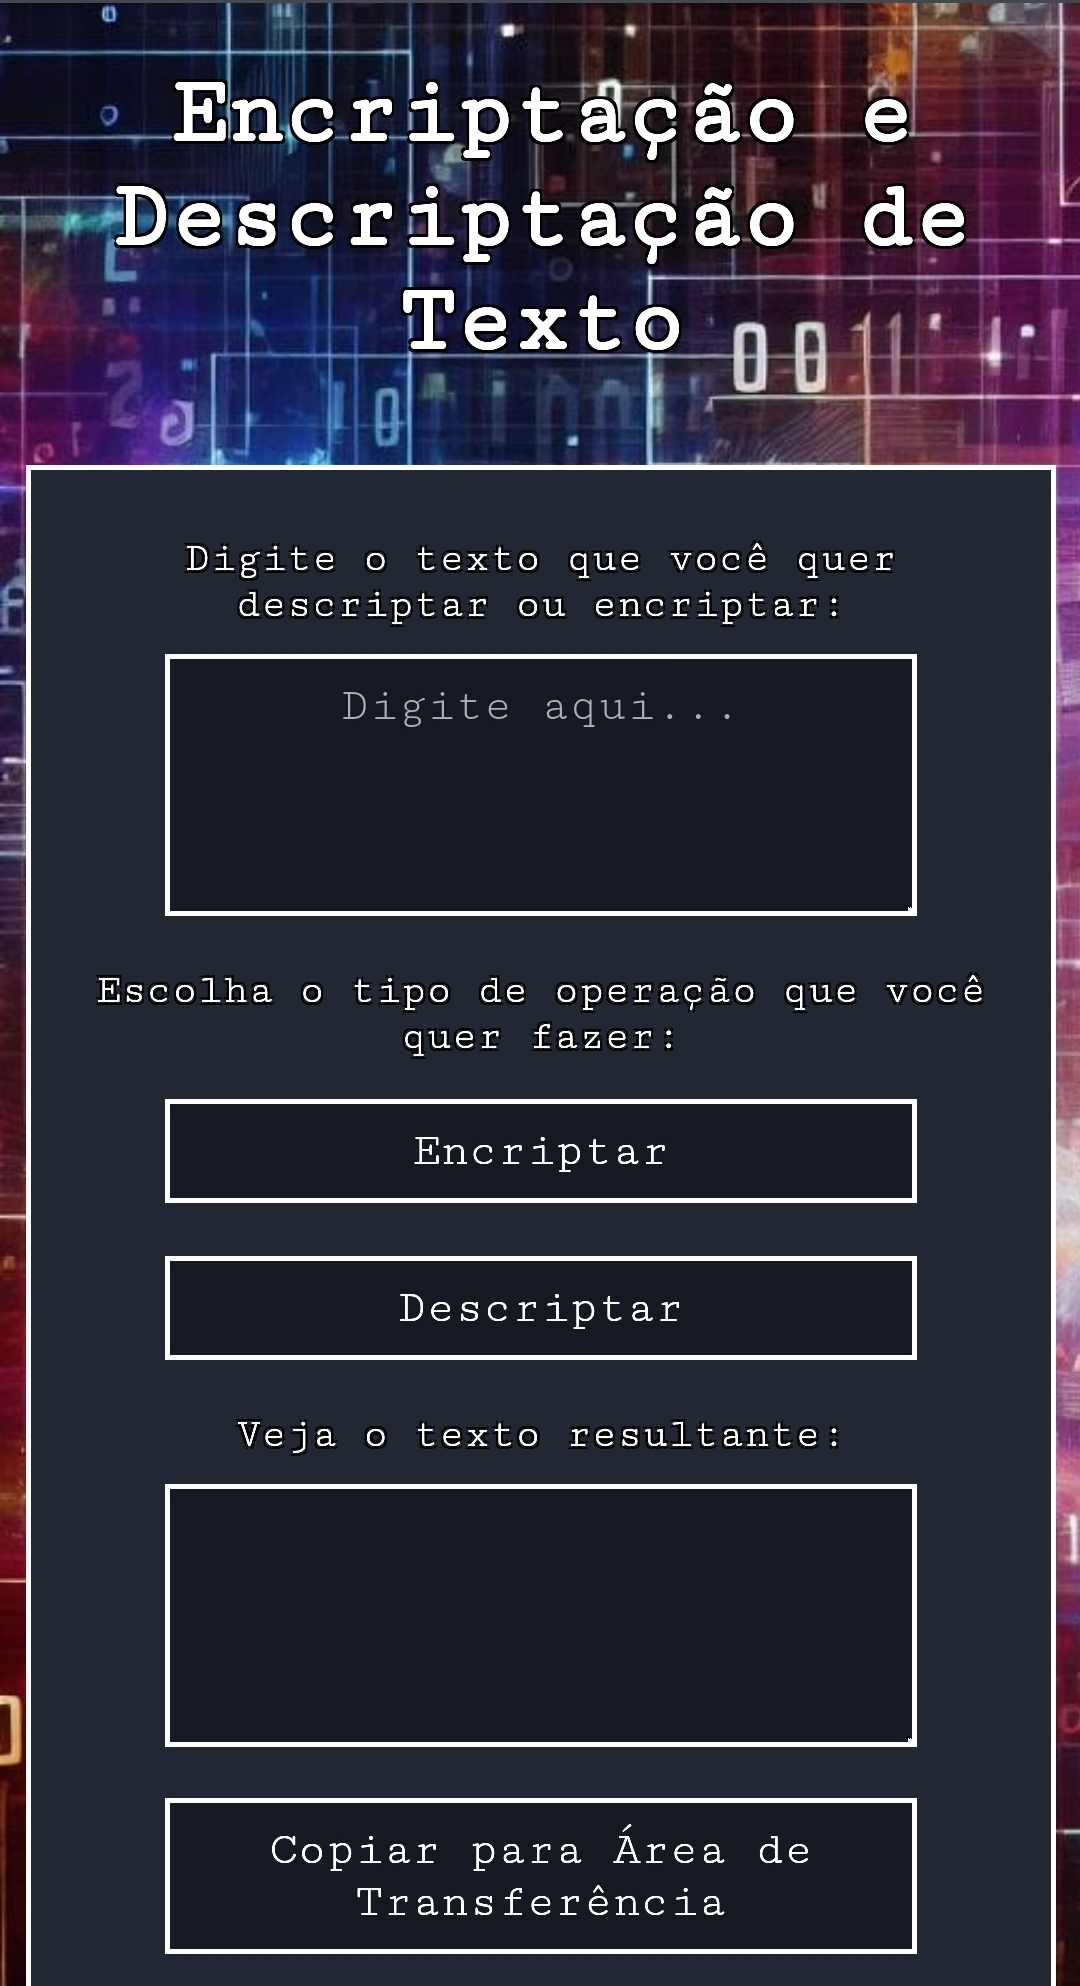 Encriptação e
Descriptação de
Texto
Digite o texto que você quer
descriptar ou encriptar:
Digite aqui...
Escolha o tipo de operação que você
quer fazer:
Encriptar
Descriptar
Veja o texto resultante:
Copiar para Área de
Transferência